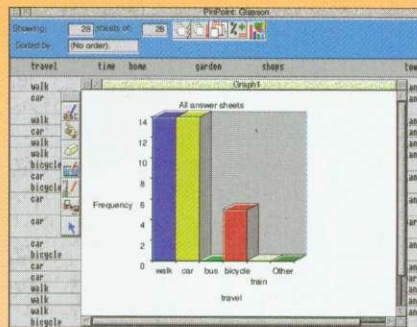 PinPoint: Glasson
Showing: 28 sheets of: 28
Sorted by: (No order).
travel time home garden shops
walk
car
walk
car
walk
walk
bicycle
car
bicycle
car
car
car
bicycle
car
car
walk
walk
bicycle
Graph1
All answer sheets
14
12
10
8
6
4
2
0
Frequency
walk car bus bicycle Other
train
travel